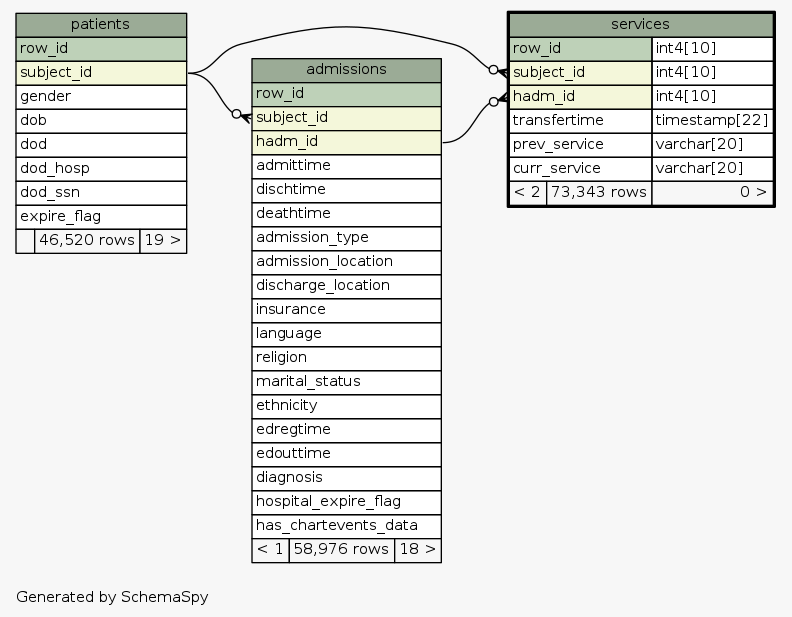 patients
row_id
subject_id
gender
dob
dod
dod_hosp
dod_ssn
expire_flag
46,520 rows 19 >
admissions
row_id
subject_id
hadm_id
admittime
dischtime
deathtime
admission_type
admission_location
discharge_location
insurance
language
religion
marital_status
ethnicity
edregtime
edouttime
diagnosis
hospital_expire_flag
has_chartevents_data
< 1 58,976 rows 18 >
services
row_id int4[10]
subject_id int4[10]
hadm_id int4[10]
transfertime timestamp[22]
prev_service varchar[20]
curr_service varchar[20]
< 2 73,343 rows 0 >
Generated by SchemaSpy